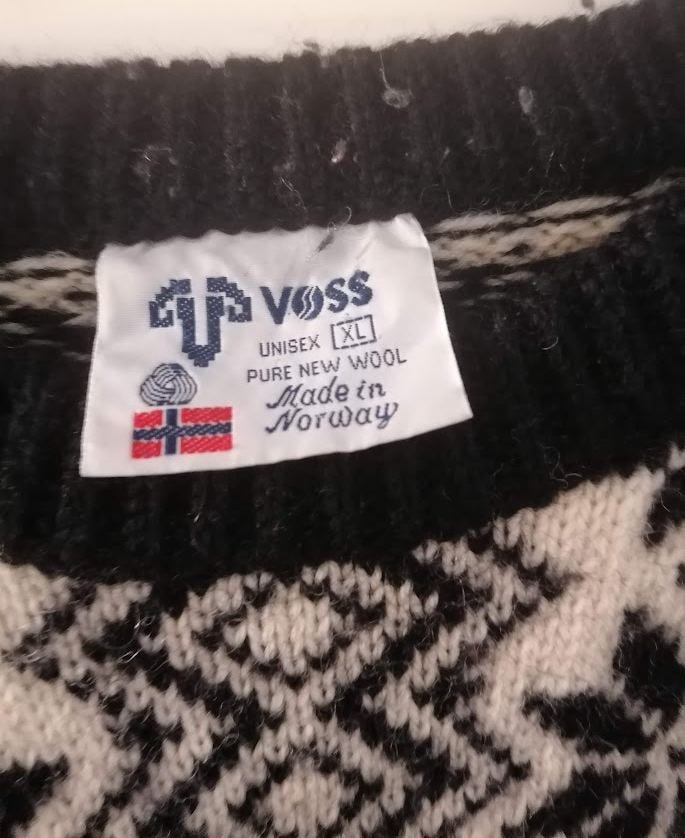 VOSS
UNISEX XL
PURE NEW WOOL
Made in
Norway